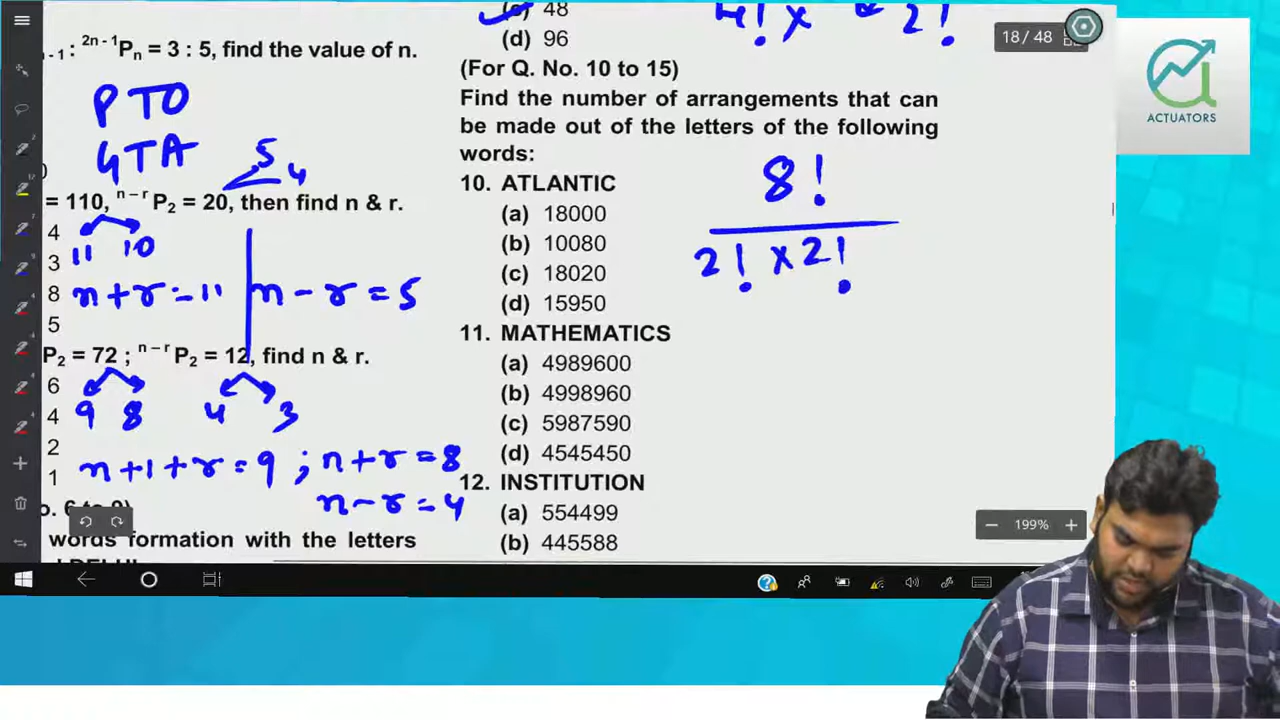 n-1 : 2n-1Pn = 3 : 5, find the value of n.
PTO
GTA
= 110, n–rP2 = 20, then find n & r.
5
4
4
3
8
5
11 10
n+r=11
n-r=5
P2 = 72 ; n–rP2 = 12, find n & r.
6
4
2
1
9 8
4 3
n+1+r=9 ; n+r=8
n-r=4
words formation with the letters
48
4! x 2!
(d) 96
(For Q. No. 10 to 15)
Find the number of arrangements that can
be made out of the letters of the following
words:
10. ATLANTIC
(a) 18000
(b) 10080
(c) 18020
(d) 15950
8!
2! x 2!
11. MATHEMATICS
(a) 4989600
(b) 4998960
(c) 5987590
(d) 4545450
12. INSTITUTION
(a) 554499
(b) 445588
18 / 48
ACTUATORS
199%